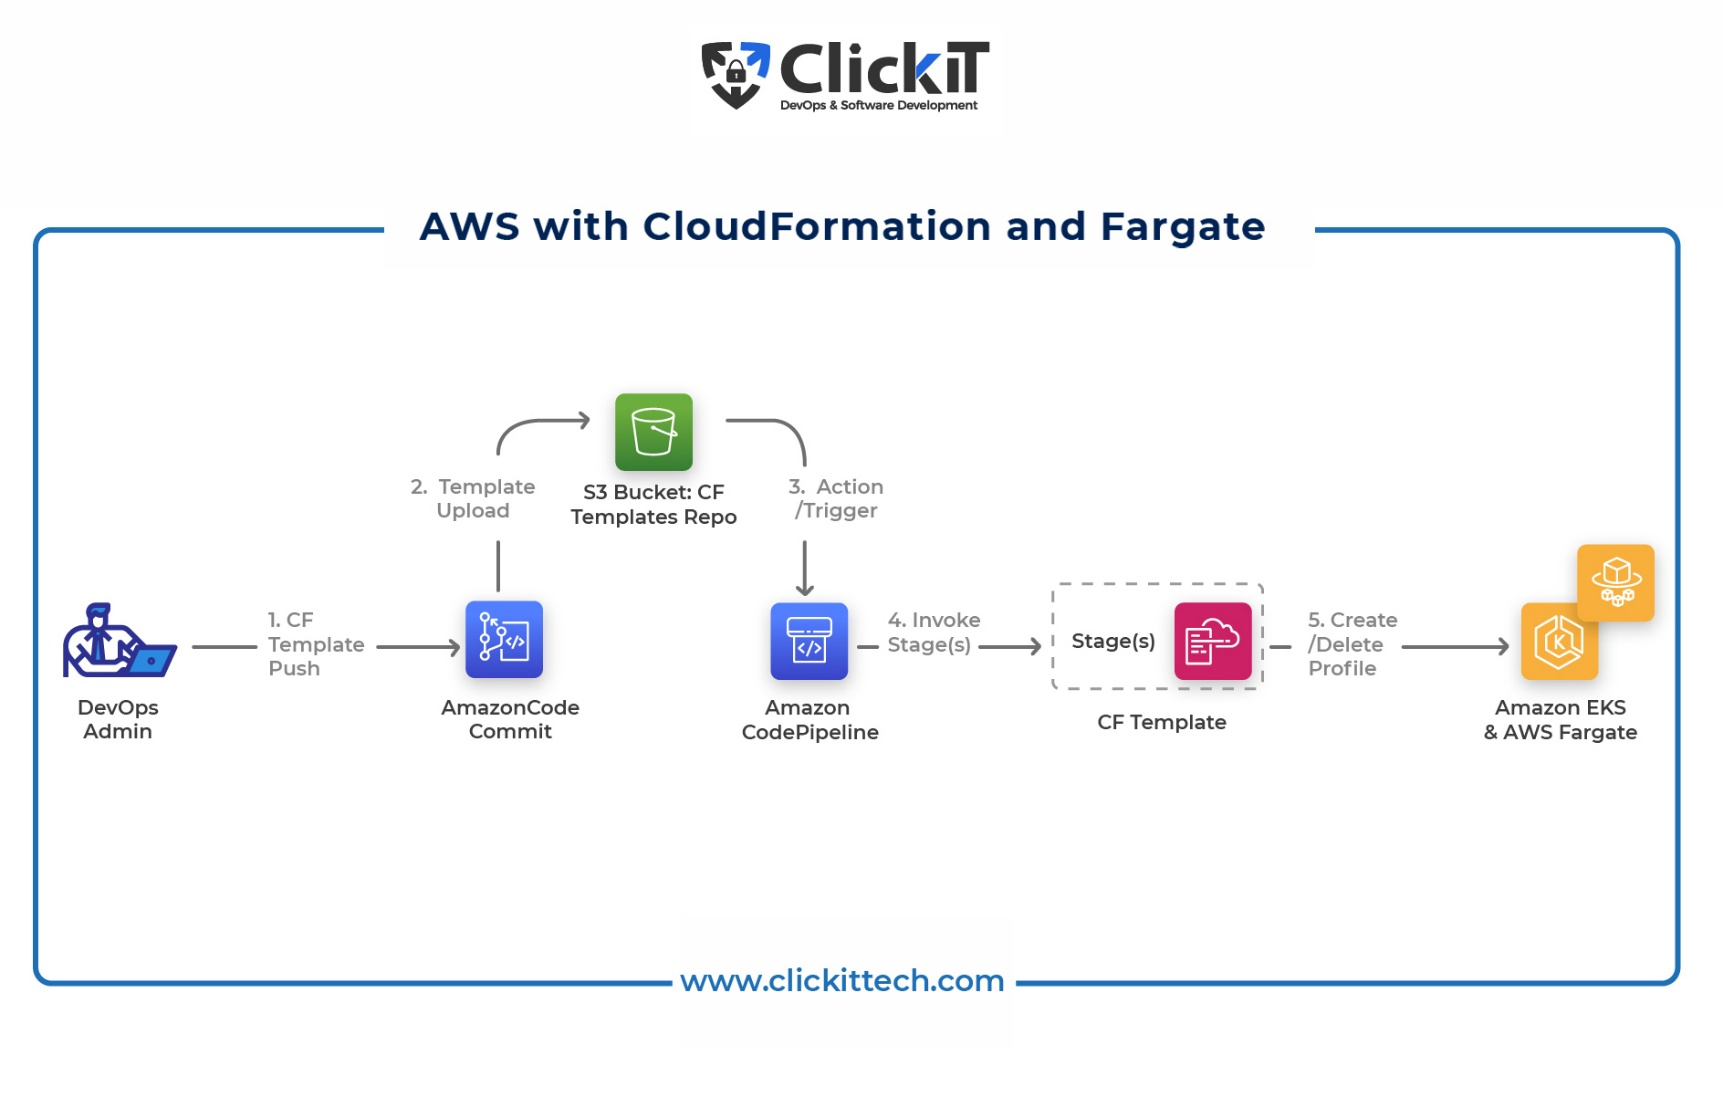 ClickIT
DevOps & Software Development
AWS with CloudFormation and Fargate
2. Template
Upload
S3 Bucket: CF
Templates Repo
3. Action
/Trigger
1. CF
Template
Push
4. Invoke
Stage(s)
Stage(s)
5. Create
/Delete
Profile
K
DevOps
Admin
AmazonCode
Commit
Amazon
CodePipeline
CF Template
Amazon EKS
& AWS Fargate
www.clickittech.com